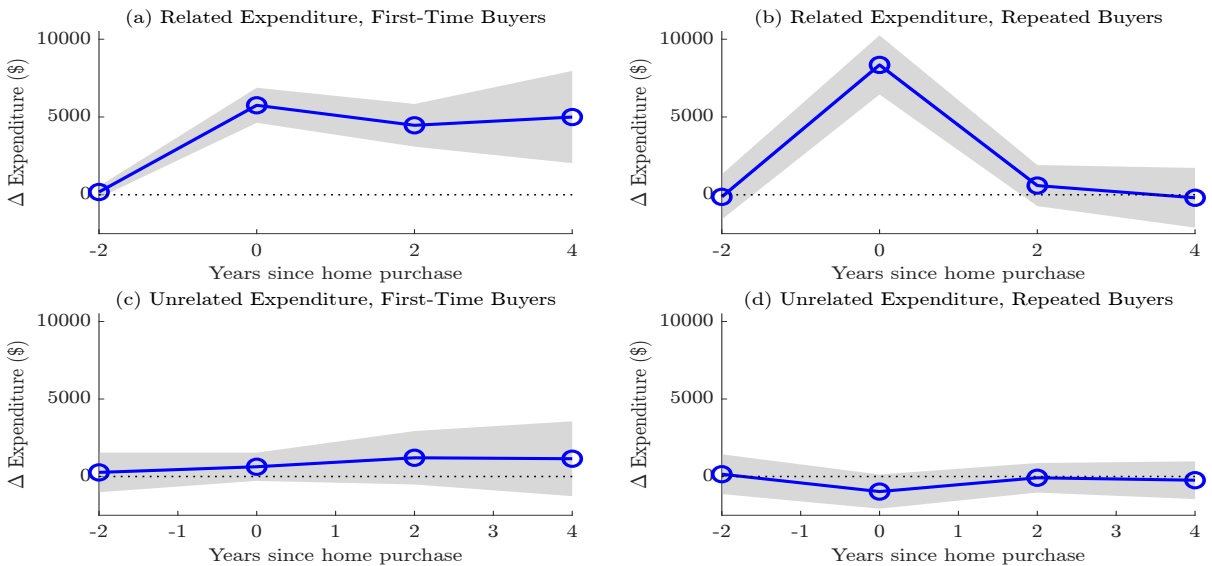 (a) Related Expenditure, First-Time Buyers
10000
5000
0
Δ Expenditure ($)
-2 0 2 4
Years since home purchase
(b) Related Expenditure, Repeated Buyers
10000
5000
0
Δ Expenditure ($)
-2 0 2 4
Years since home purchase
(c) Unrelated Expenditure, First-Time Buyers
10000
5000
0
Δ Expenditure ($)
-2 -1 0 1 2 3 4
Years since home purchase
(d) Unrelated Expenditure, Repeated Buyers
10000
5000
0
Δ Expenditure ($)
-2 -1 0 1 2 3 4
Years since home purchase